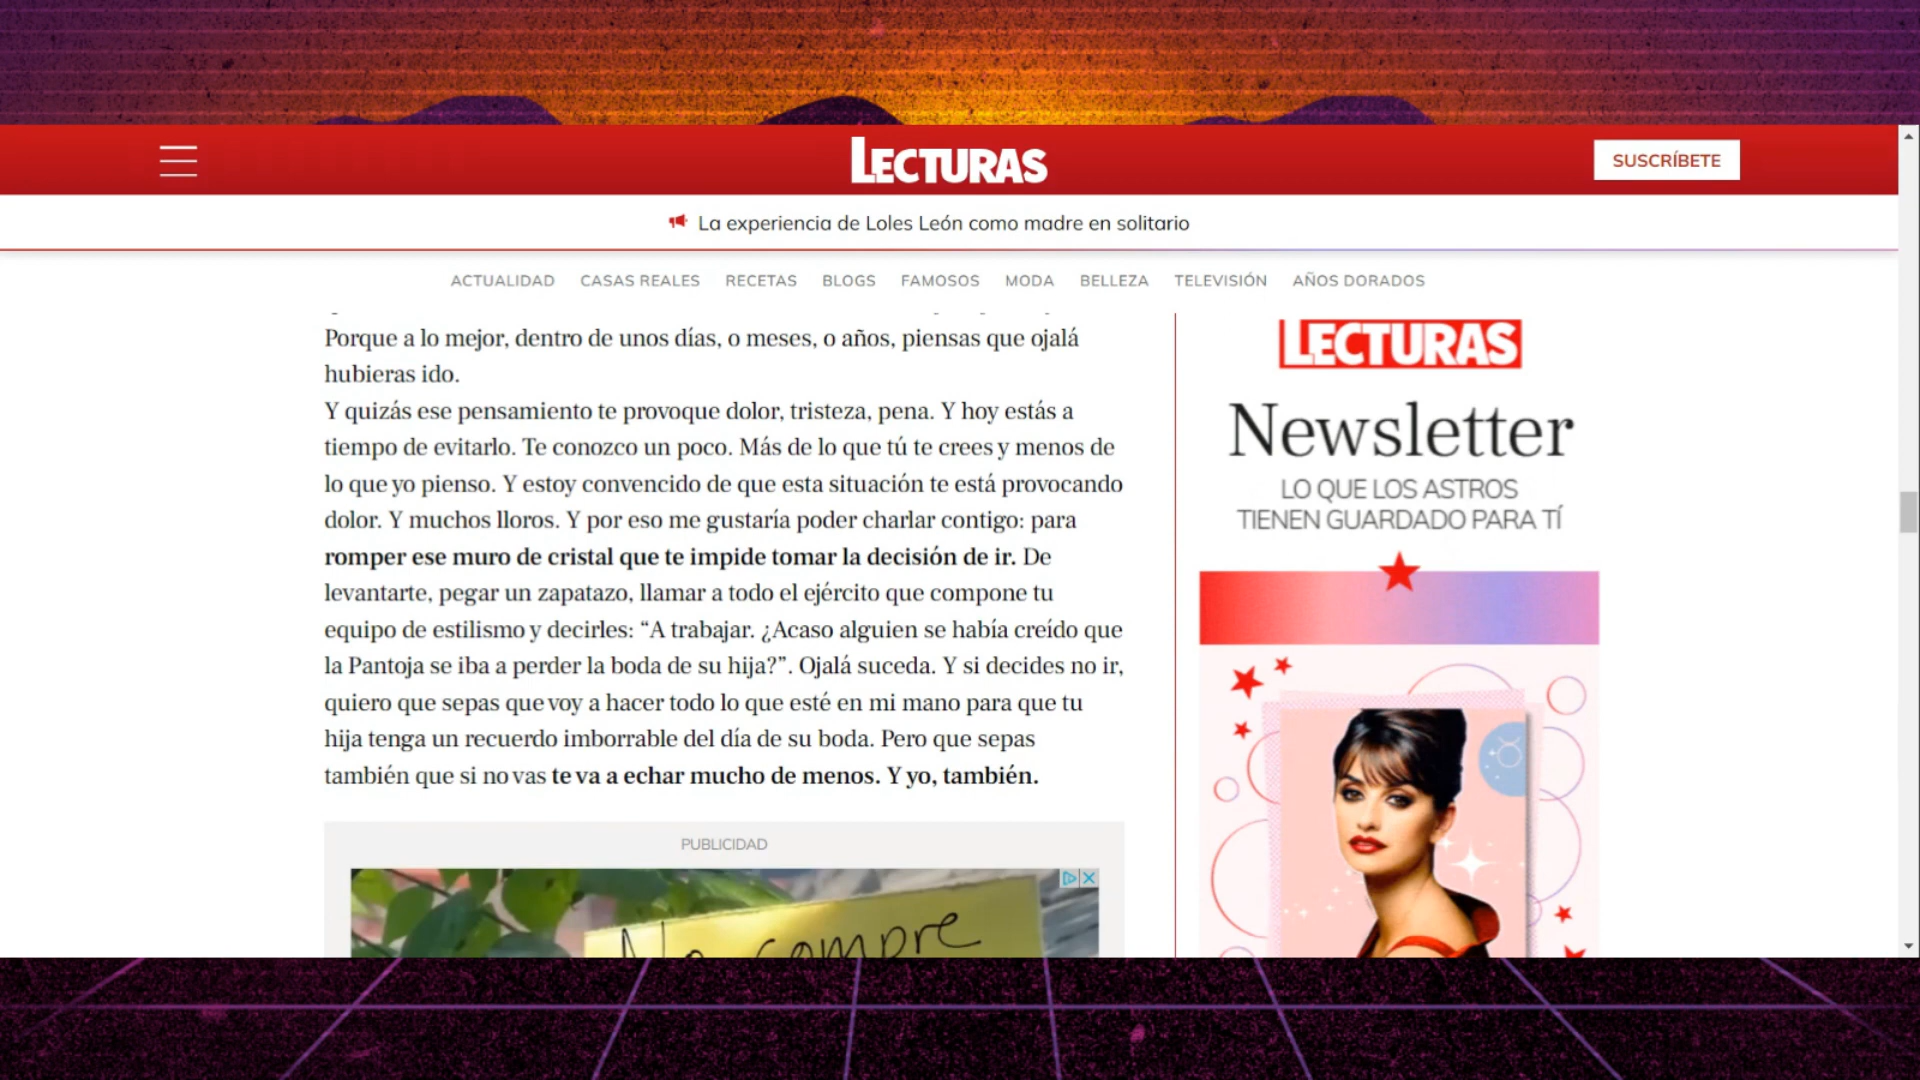 LECTURAS
SUSCRÍBETE
La experiencia de Loles León como madre en solitario
ACTUALIDAD CASAS REALES RECETAS BLOGS FAMOSOS MODA BELLEZA TELEVISIÓN AÑOS DORADOS
Porque a lo mejor, dentro de unos días, o meses, o años, piensas que ojalá
hubieras ido.
Y quizás ese pensamiento te provoque dolor, tristeza, pena. Y hoy estás a
tiempo de evitarlo. Te conozco un poco. Más de lo que tú te crees y menos de
lo que yo pienso. Y estoy convencido de que esta situación te está provocando
dolor. Y muchos lloros. Y por eso me gustaría poder charlar contigo: para
romper ese muro de cristal que te impide tomar la decisión de ir. De
levantarte, pegar un zapatazo, llamar a todo el ejército que compone tu
equipo de estilismo y decirles: “A trabajar. ¿Acaso alguien se había creído que
la Pantoja se iba a perder la boda de su hija?”. Ojalá suceda. Y si decides no ir,
quiero que sepas que voy a hacer todo lo que esté en mi mano para que tu
hija tenga un recuerdo imborrable del día de su boda. Pero que sepas
también que si no vas te va a echar mucho de menos. Y yo, también.
PUBLICIDAD
No compre
LECTURAS
Newsletter
LO QUE LOS ASTROS
TIENEN GUARDADO PARA TÍ